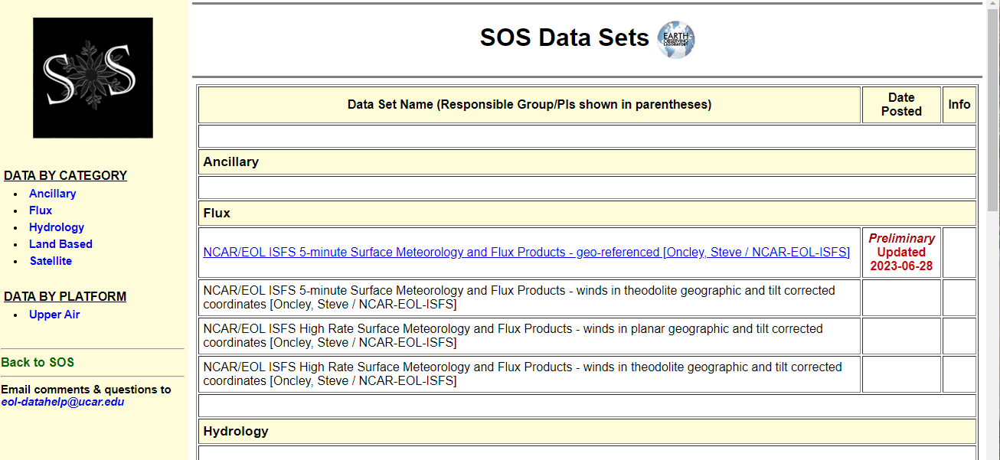 SOS
DATA BY CATEGORY
Ancillary
Flux
Hydrology
Land Based
Satellite
DATA BY PLATFORM
Upper Air
Back to SOS
Email comments & questions to
eol-datahelp@ucar.edu
SOS Data Sets
EARTH
OBSERVING
LABORATORY
Data Set Name (Responsible Group/PIs shown in parentheses)
Date
Posted
Info
Ancillary
Flux
NCAR/EOL ISFS 5-minute Surface Meteorology and Flux Products - geo-referenced [Oncley, Steve / NCAR-EOL-ISFS]
Preliminary
Updated
2023-06-28
NCAR/EOL ISFS 5-minute Surface Meteorology and Flux Products - winds in theodolite geographic and tilt corrected
coordinates [Oncley, Steve / NCAR-EOL-ISFS]
NCAR/EOL ISFS High Rate Surface Meteorology and Flux Products - winds in planar geographic and tilt corrected
coordinates [Oncley, Steve / NCAR-EOL-ISFS]
NCAR/EOL ISFS High Rate Surface Meteorology and Flux Products - winds in theodolite geographic and tilt corrected
coordinates [Oncley, Steve / NCAR-EOL-ISFS]
Hydrology